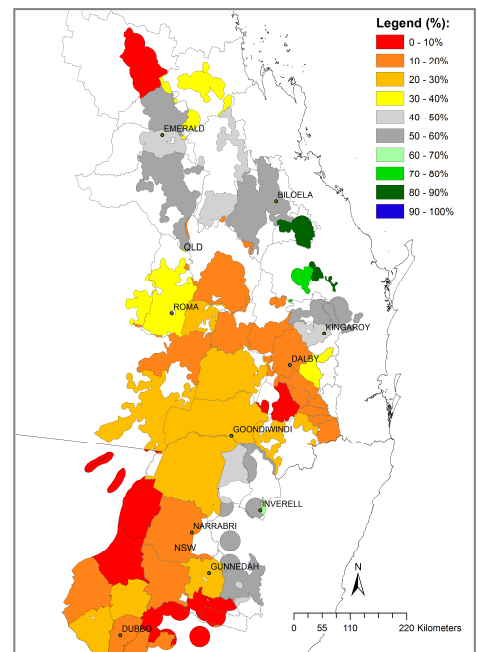 Legend (%):
0 - 10%
10 - 20%
20 - 30%
30 - 40%
40 - 50%
50 - 60%
60 - 70%
70 - 80%
80 - 90%
90 - 100%
EMERALD
BILOELA
QLD
ROMA
KINGAROY
DALBY
GOONDIWINDI
INVERELL
NARRABRI
NSW
GUNNEDAH
DUBBO
N
0 55 110 220 Kilometers